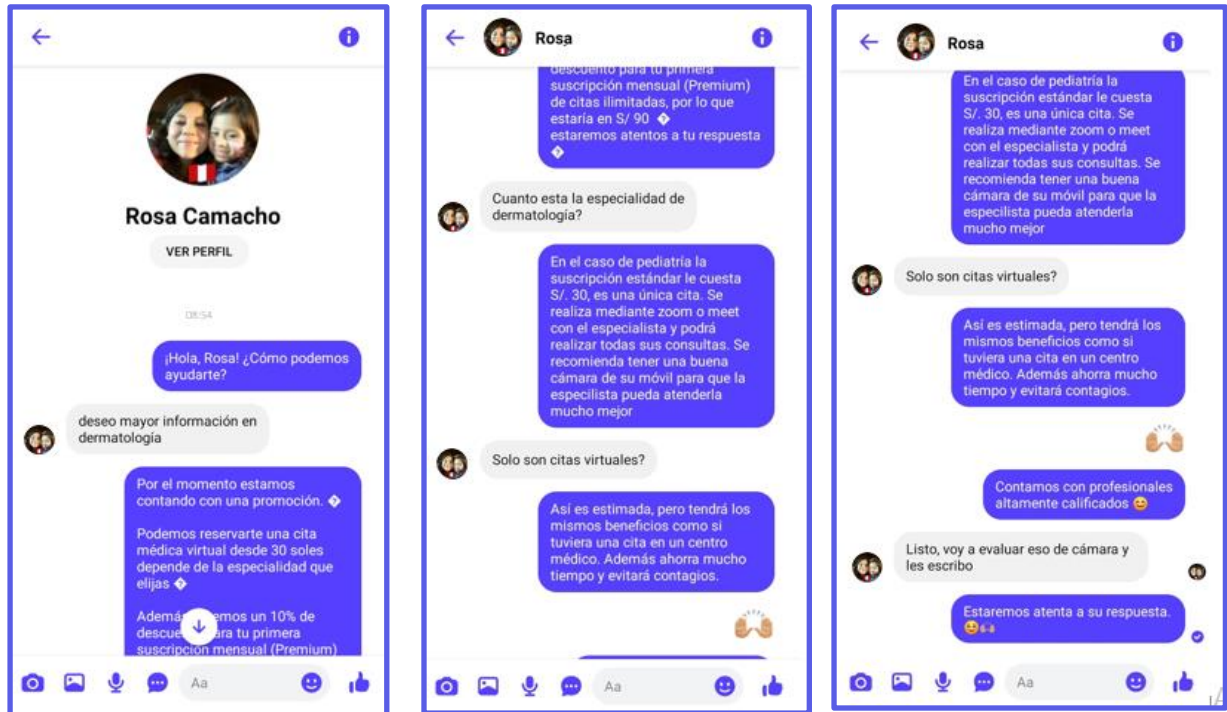 Rosa Camacho
VER PERFIL
08:54
¡Hola, Rosa! ¿Cómo podemos
ayudarte?
deseo mayor información en
dermatología
Por el momento estamos
contando con una promoción. �
Podemos reservarte una cita
médica virtual desde 30 soles
depende de la especialidad que
elijas �
Además emos un 10% de
descue ara tu primera
suscripción mensual (Premium)
Aa
Rosa
descuento para tu primera
suscripción mensual (Premium)
de citas ilimitadas, por lo que
estaría en S/ 90 �
estaremos atentos a tu respuesta
�
Cuanto esta la especialidad de
dermatología?
En el caso de pediatría la
suscripción estándar le cuesta
S/. 30, es una única cita. Se
realiza mediante zoom o meet
con el especialista y podrá
realizar todas sus consultas. Se
recomienda tener una buena
cámara de su móvil para que la
especilista pueda atenderla
mucho mejor
Solo son citas virtuales?
Así es estimada, pero tendrá los
mismos beneficios como si
tuviera una cita en un centro
médico. Además ahorra mucho
tiempo y evitará contagios.
🙌🏼
Aa
Rosa
En el caso de pediatría la
suscripción estándar le cuesta
S/. 30, es una única cita. Se
realiza mediante zoom o meet
con el especialista y podrá
realizar todas sus consultas. Se
recomienda tener una buena
cámara de su móvil para que la
especilista pueda atenderla
mucho mejor
Solo son citas virtuales?
Así es estimada, pero tendrá los
mismos beneficios como si
tuviera una cita en un centro
médico. Además ahorra mucho
tiempo y evitará contagios.
🙌🏼
Contamos con profesionales
altamente calificados 😄
Listo, voy a evaluar eso de cámara y
les escribo
Estaremos atenta a su respuesta.
😄🙌🏼
Aa